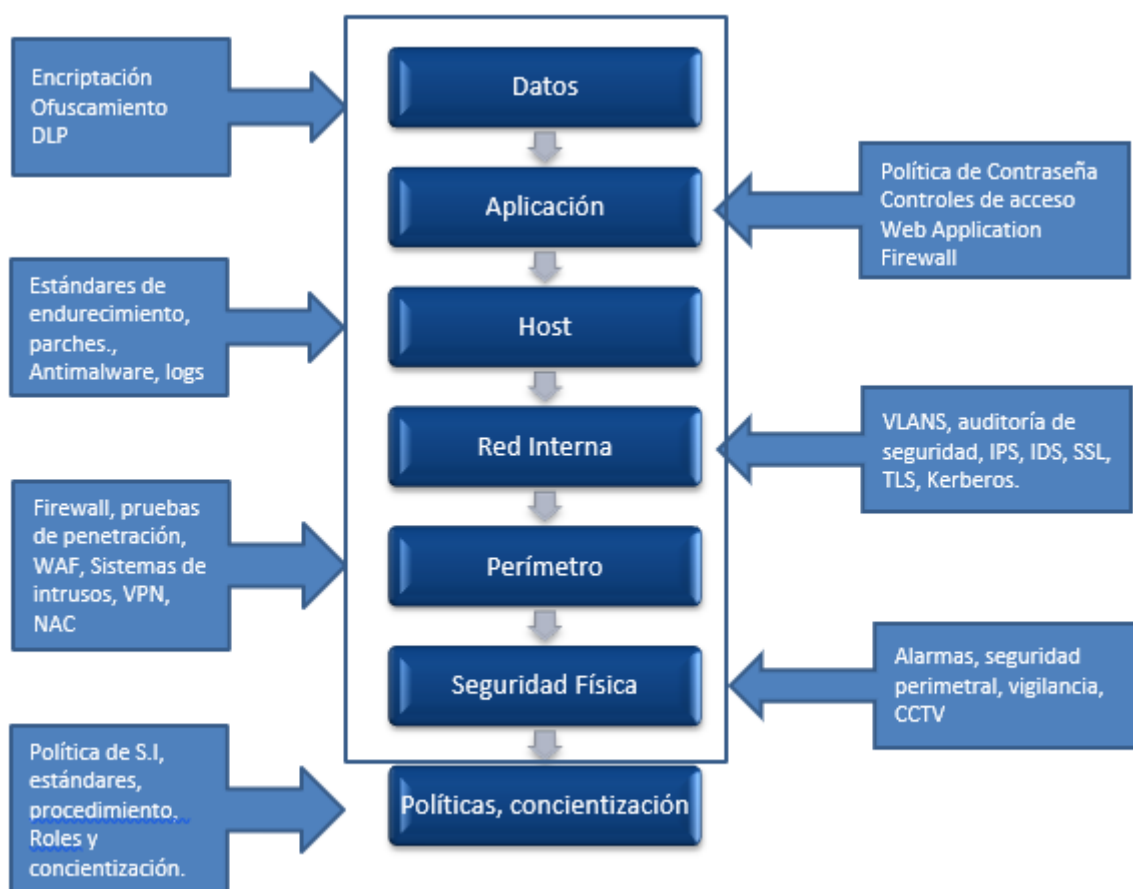 Datos
Encriptación
Ofuscamiento
DLP
Aplicación
Política de Contraseña
Controles de acceso
Web Application
Firewall
Host
Estándares de
endurecimiento,
parches.,
Antimalware, logs
Red Interna
VLANS, auditoría de
seguridad, IPS, IDS, SSL,
TLS, Kerberos.
Perímetro
Firewall, pruebas
de penetración,
WAF, Sistemas de
intrusos, VPN,
NAC
Seguridad Física
Alarmas, seguridad
perimetral, vigilancia,
CCTV
Políticas, concientización
Política de S.I,
estándares,
procedimiento.
Roles y
concientización.